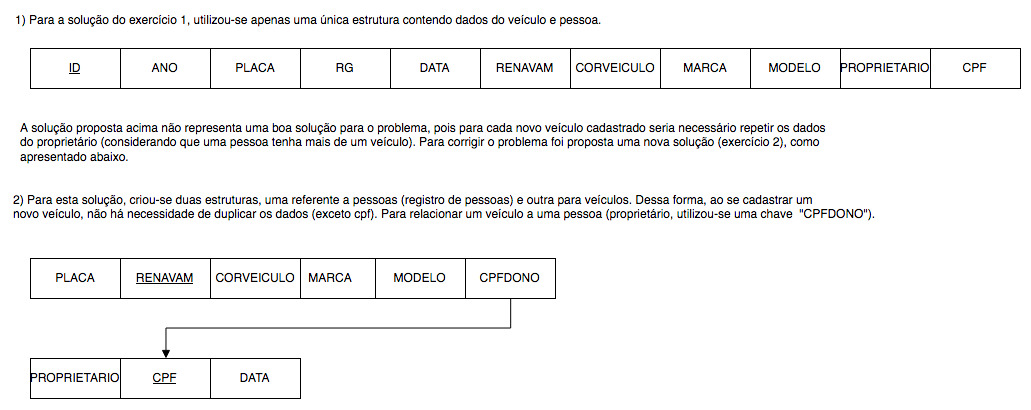 1) Para a solução do exercício 1, utilizou-se apenas uma única estrutura contendo dados do veículo e pessoa.
ID ANO PLACA RG DATA RENAVAM CORVEICULO MARCA MODELO PROPRIETARIO CPF
A solução proposta acima não representa uma boa solução para o problema, pois para cada novo veículo cadastrado seria necessário repetir os dados
do proprietário (considerando que uma pessoa tenha mais de um veículo). Para corrigir o problema foi proposta uma nova solução (exercício 2), como
apresentado abaixo.
2) Para esta solução, criou-se duas estruturas, uma referente a pessoas (registro de pessoas) e outra para veículos. Dessa forma, ao se cadastrar um
novo veículo, não há necessidade de duplicar os dados (exceto cpf). Para relacionar um veículo a uma pessoa (proprietário, utilizou-se uma chave "CPFDONO").
PLACA RENAVAM CORVEICULO MARCA MODELO CPFDONO
PROPRIETARIO CPF DATA